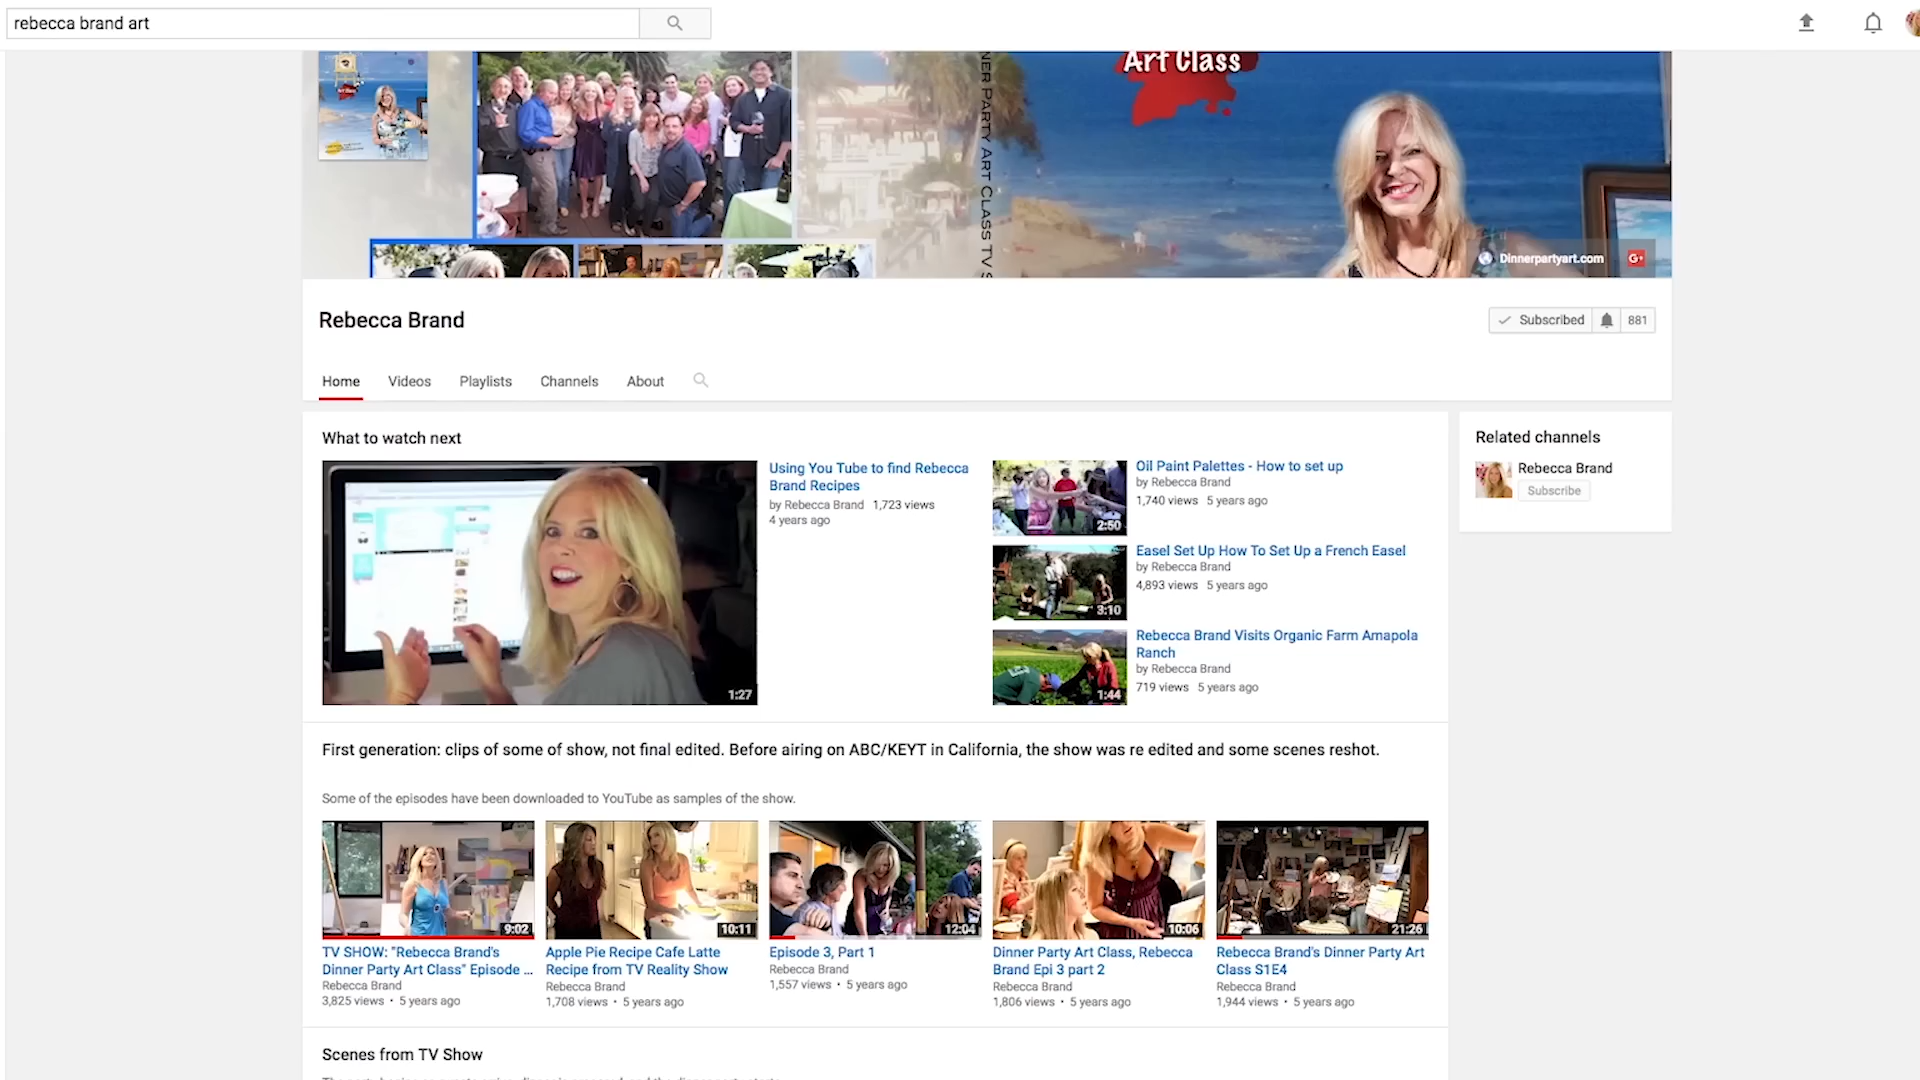 rebecca brand art
Art Class
NER PARTY ART CLASS TV S
Dinnerpartyart.com
G+
Rebecca Brand
Subscribed
881
Home
Videos
Playlists
Channels
About
What to watch next
1:27
Using You Tube to find Rebecca
Brand Recipes
by Rebecca Brand 1,723 views
4 years ago
2:50
Oil Paint Palettes - How to set up
by Rebecca Brand
1,740 views 5 years ago
3:10
Easel Set Up How To Set Up a French Easel
by Rebecca Brand
4,893 views 5 years ago
1:44
Rebecca Brand Visits Organic Farm Amapola
Ranch
by Rebecca Brand
719 views 5 years ago
Related channels
Rebecca Brand
Subscribe
First generation: clips of some of show, not final edited. Before airing on ABC/KEYT in California, the show was re edited and some scenes reshot.
Some of the episodes have been downloaded to YouTube as samples of the show.
9:02
TV SHOW: "Rebecca Brand's
Dinner Party Art Class" Episode ...
Rebecca Brand
3,825 views • 5 years ago
10:11
Apple Pie Recipe Cafe Latte
Recipe from TV Reality Show
Rebecca Brand
1,708 views • 5 years ago
12:04
Episode 3, Part 1
Rebecca Brand
1,557 views • 5 years ago
10:06
Dinner Party Art Class, Rebecca
Brand Epi 3 part 2
Rebecca Brand
1,806 views • 5 years ago
21:26
Rebecca Brand's Dinner Party Art
Class S1E4
Rebecca Brand
1,944 views • 5 years ago
Scenes from TV Show